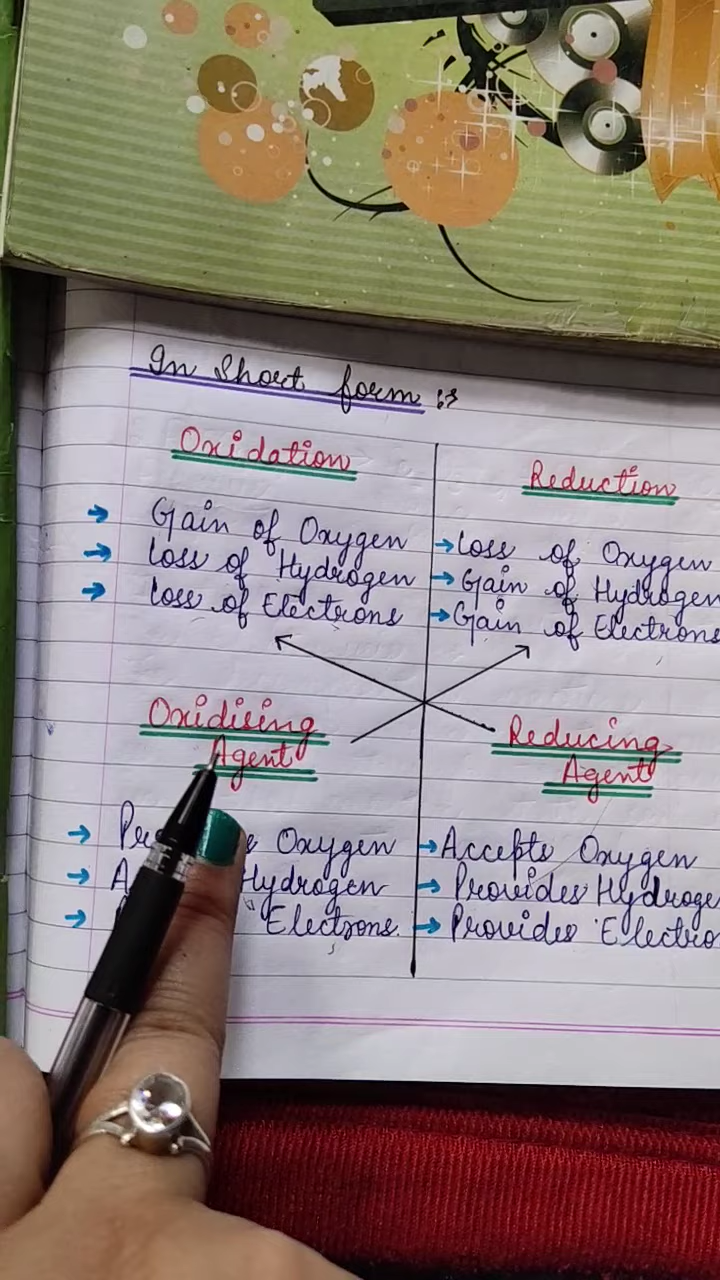 In Short form :-
Oxidation
Gain of Oxygen
Loss of Hydrogen
Loss of Electrons
Reduction
Loss of Oxygen
Gain of Hydrogen
Gain of Electrons
Oxidising
Agent
Oxygen
Hydrogen
Electrons
Reducing
Agent
Accepts Oxygen
Provides Hydroge
Provides Electro